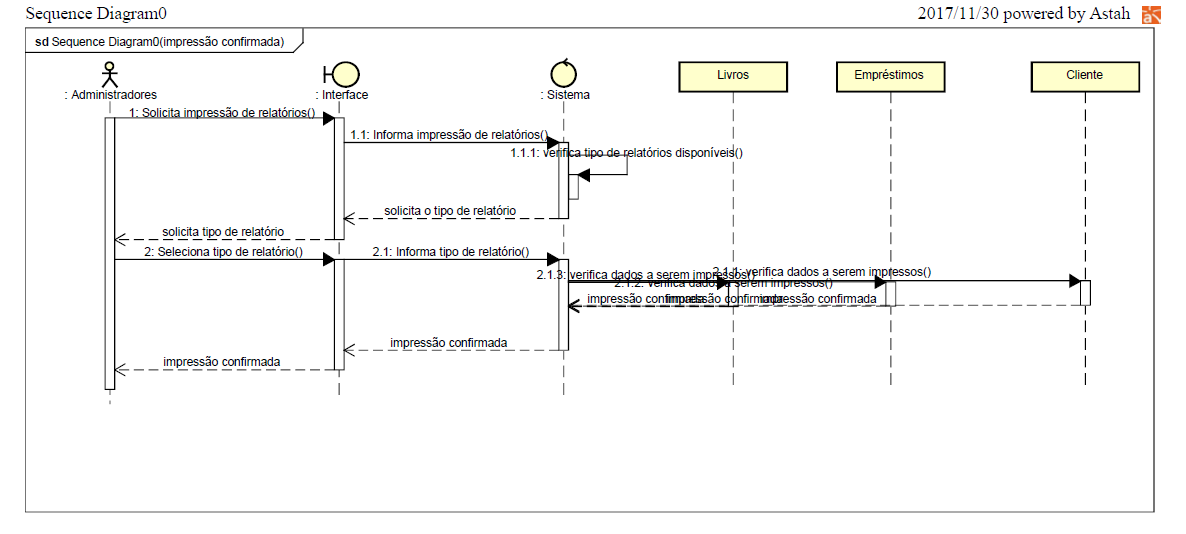 Sequence Diagram0
2017/11/30 powered by Astah
sd Sequence Diagram0(impressão confirmada)
: Administradores
: Interface
: Sistema
Livros
Empréstimos
Cliente
1: Solicita impressão de relatórios()
1.1: Informa impressão de relatórios()
1.1.1: verifica tipo de relatórios disponíveis()
solicita o tipo de relatório
solicita tipo de relatório
2: Seleciona tipo de relatório()
2.1: Informa tipo de relatório()
2.1.1: verifica dados a serem impressos()
2.1.3: verifica dados a serem impressos()
2.1.2: verifica dados a serem impressos()
impressão confirmada
impressão confirmada
impressão confirmada
impressão confirmada
impressão confirmada